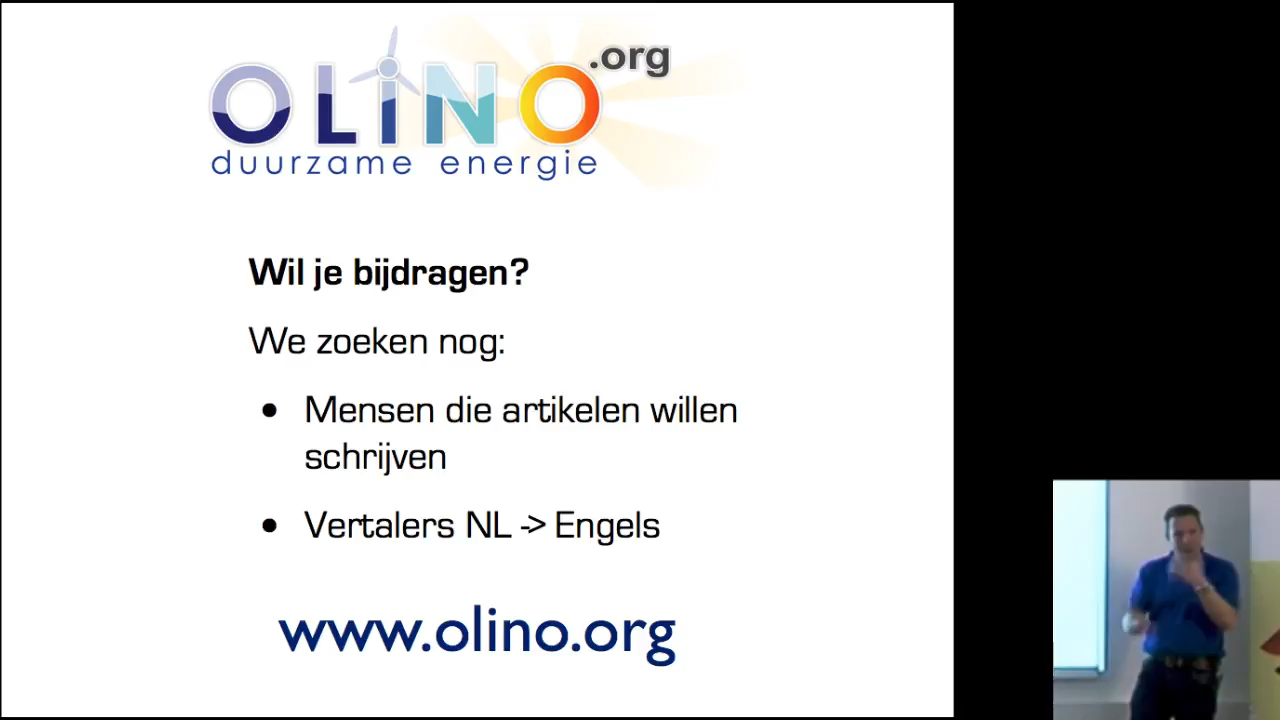 OLiNO.org
duurzame energie
Wil je bijdragen?
We zoeken nog:
• Mensen die artikelen willen
schrijven
• Vertalers NL -> Engels
www.olino.org